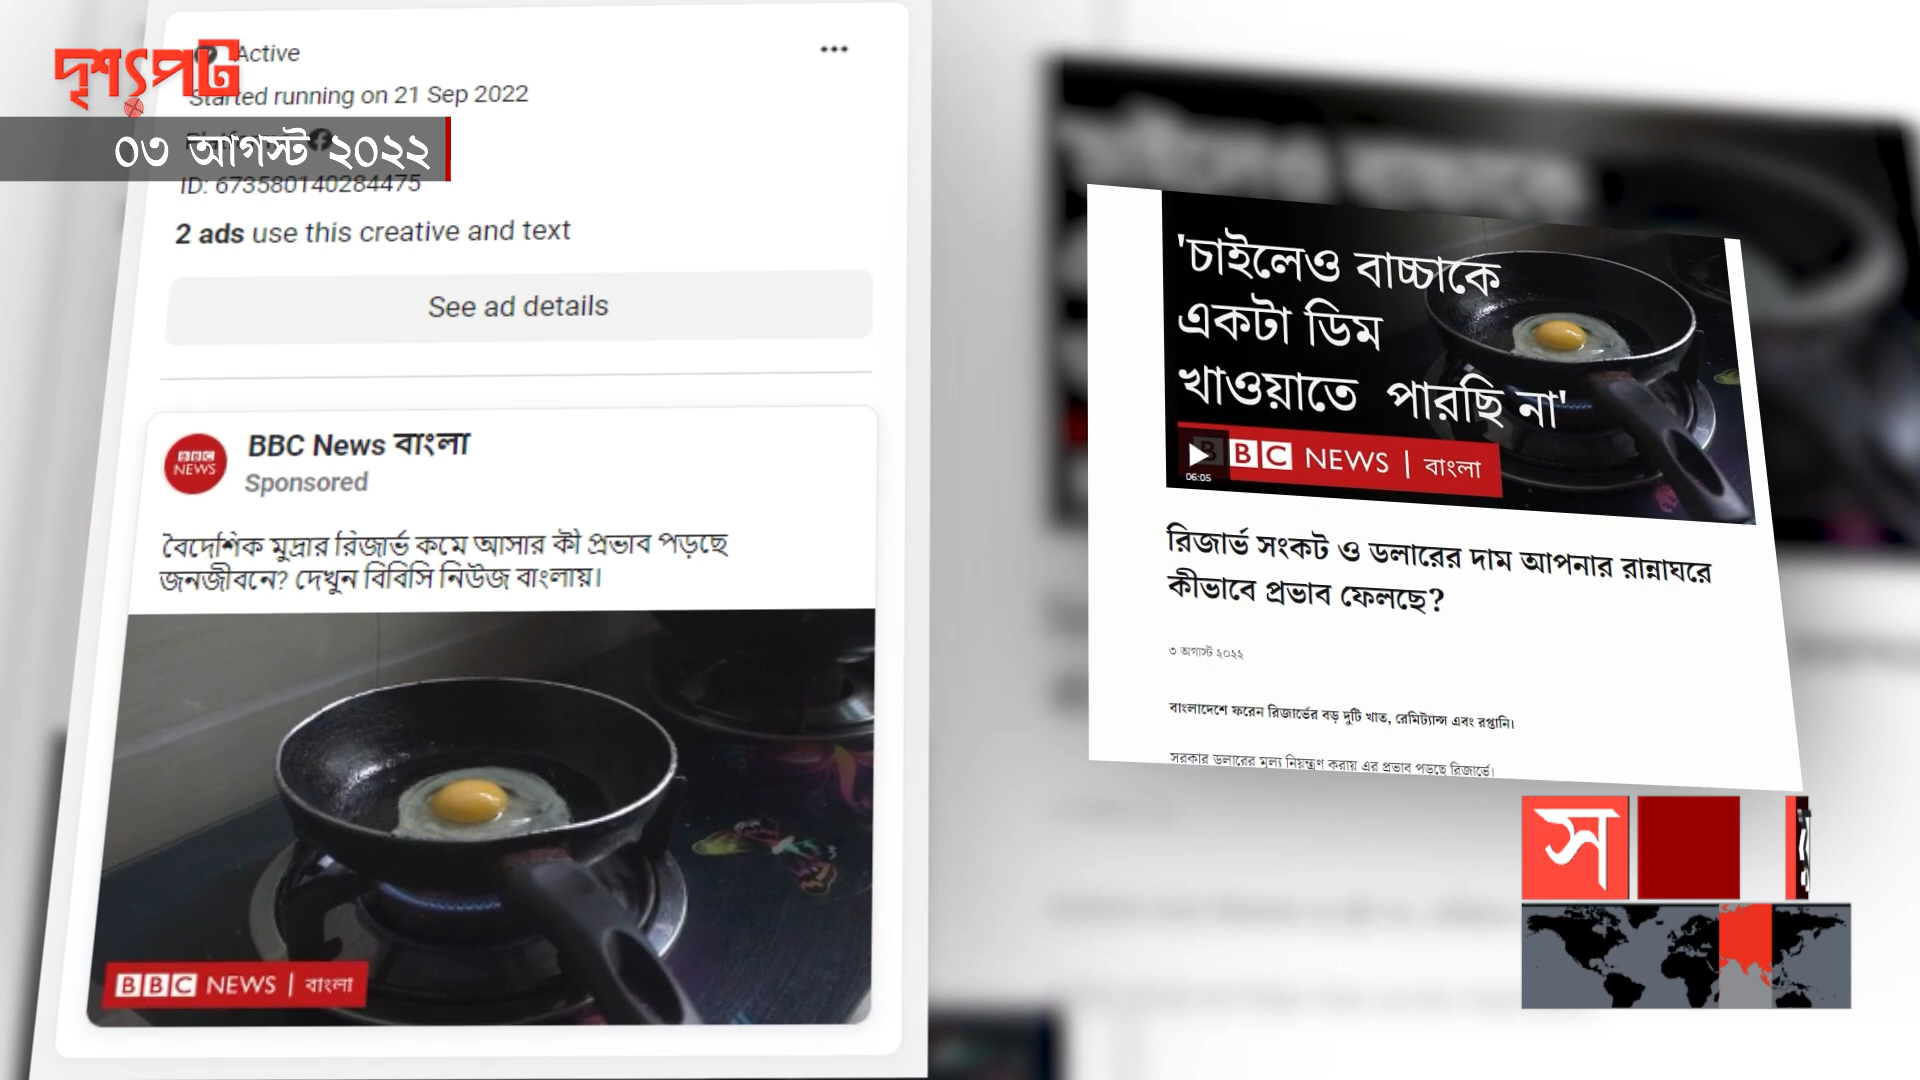 দৃশ্যপট
০৩ আগস্ট ২০২২
Active
Started running on 21 Sep 2022
ID: 673580140284475
2 ads use this creative and text
See ad details
BBC NEWS
BBC News বাংলা
Sponsored
বৈদেশিক মুদ্রার রিজার্ভ কমে আসার কী প্রভাব পড়ছে
জনজীবনে? দেখুন বিবিসি নিউজ বাংলায়।
BBC NEWS | বাংলা
'চাইলেও বাচ্চাকে
একটা ডিম
খাওয়াতে পারছি না'
BBC NEWS | বাংলা
06:05
রিজার্ভ সংকট ও ডলারের দাম আপনার রান্নাঘরে
কীভাবে প্রভাব ফেলছে?
৩ অগাস্ট ২০২২
বাংলাদেশে ফরেন রিজার্ভের বড় দুটি খাত, রেমিট্যান্স এবং রপ্তানি।
সরকার ডলারের মূল্য নিয়ন্ত্রণ করায় এর প্রভাব পড়ছে রিজার্ভে।
স